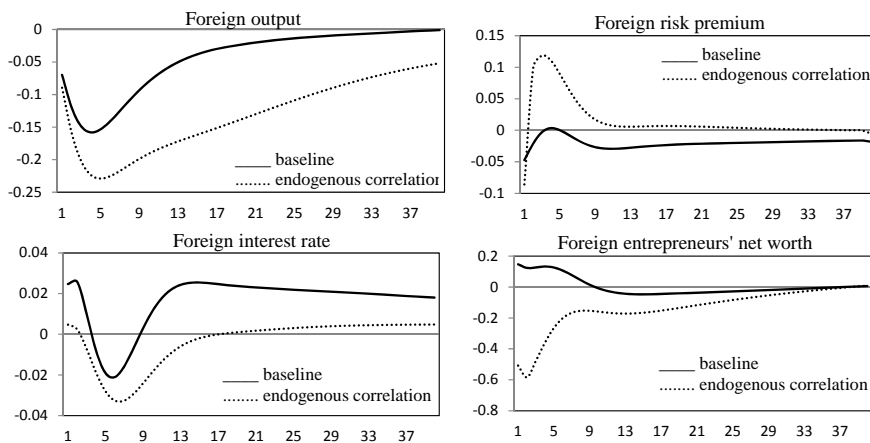 Foreign output
0
-0.05
-0.1
-0.15
-0.2
-0.25
baseline
endogenous correlation
1 5 9 13 17 21 25 29 33 37
Foreign risk premium
0.15
0.1
0.05
0
-0.05
-0.1
baseline
endogenous correlation
1 5 9 13 17 21 25 29 33 37
Foreign interest rate
0.04
0.02
0
-0.02
-0.04
baseline
endogenous correlation
1 5 9 13 17 21 25 29 33 37
Foreign entrepreneurs' net worth
0.2
0
-0.2
-0.4
-0.6
-0.8
baseline
endogenous correlation
1 5 9 13 17 21 25 29 33 37